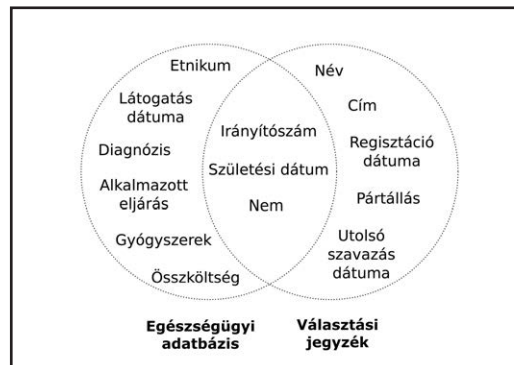 Etnikum
Látogatás
dátuma
Diagnózis
Alkalmazott
eljárás
Gyógyszerek
Összköltség
Irányítószám
Születési dátum
Nem
Név
Cím
Regisztáció
dátuma
Pártállás
Utolsó
szavazás
dátuma
Egészségügyi
adatbázis
Választási
jegyzék